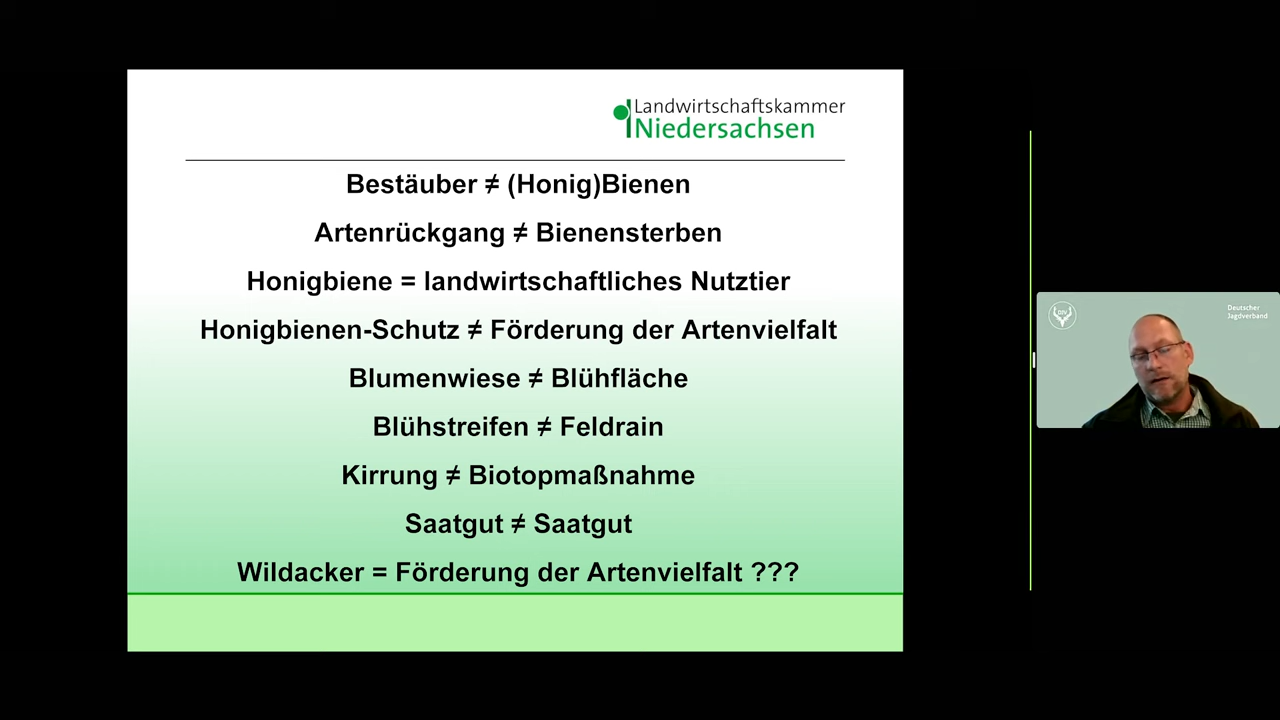 Landwirtschaftskammer
Niedersachsen
Bestäuber ≠ (Honig)Bienen
Artenrückgang ≠ Bienensterben
Honigbiene = landwirtschaftliches Nutztier
Honigbienen-Schutz ≠ Förderung der Artenvielfalt
Blumenwiese ≠ Blühfläche
Blühstreifen ≠ Feldrain
Kirrung ≠ Biotopmaßnahme
Saatgut ≠ Saatgut
Wildacker = Förderung der Artenvielfalt ???
DJV
Deutscher
Jagdverband